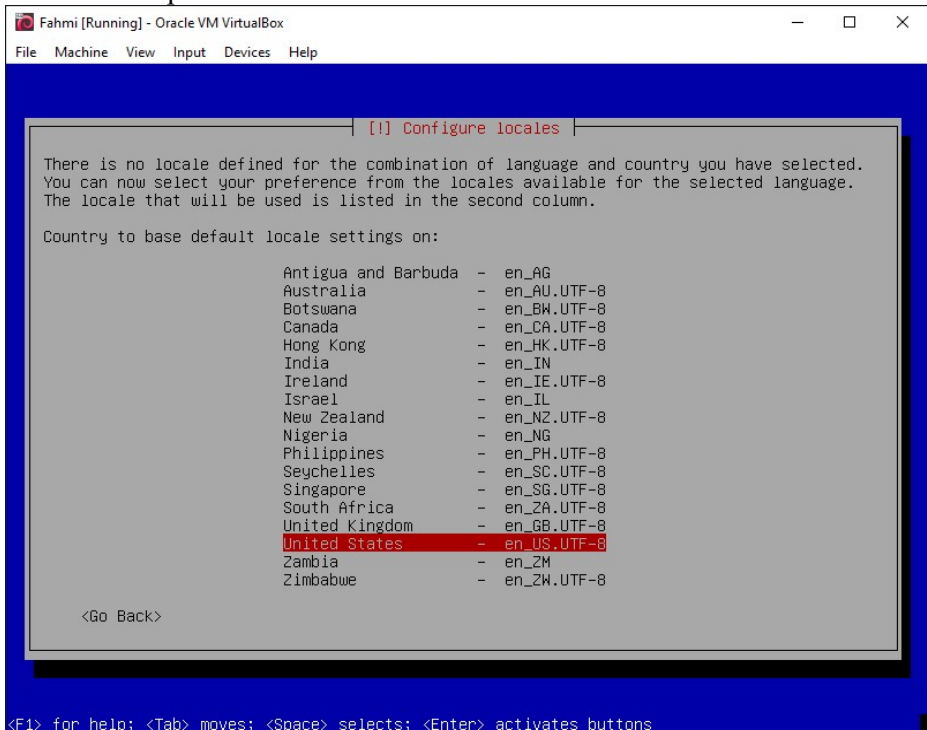 Fahmi [Running] - Oracle VM VirtualBox
File Machine View Input Devices Help
[!] Configure locales
There is no locale defined for the combination of language and country you have selected.
You can now select your preference from the locales available for the selected language.
The locale that will be used is listed in the second column.
Country to base default locale settings on:
Antigua and Barbuda - en_AG
Australia - en_AU.UTF-8
Botswana - en_BW.UTF-8
Canada - en_CA.UTF-8
Hong Kong - en_HK.UTF-8
India - en_IN
Ireland - en_IE.UTF-8
Israel - en_IL
New Zealand - en_NZ.UTF-8
Nigeria - en_NG
Philippines - en_PH.UTF-8
Seychelles - en_SC.UTF-8
Singapore - en_SG.UTF-8
South Africa - en_ZA.UTF-8
United Kingdom - en_GB.UTF-8
United States - en_US.UTF-8
Zambia - en_ZM
Zimbabwe - en_ZW.UTF-8
<Go Back>
<F1> for help; <Tab> moves; <Space> selects; <Enter> activates buttons